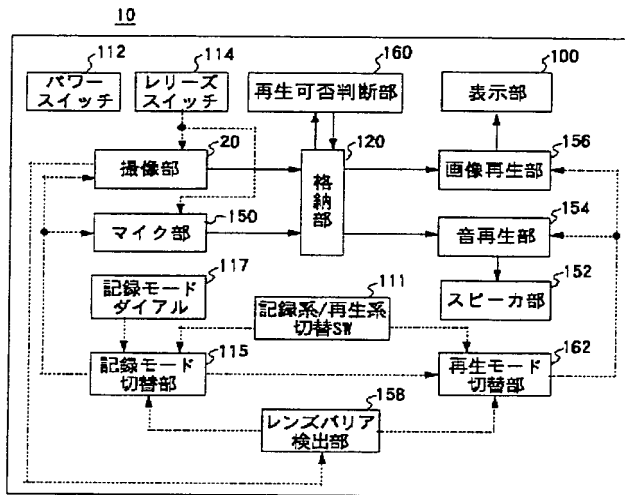 10
112
114
160
100
パワー
スイッチ
レリーズ
スイッチ
再生可否判断部
表示部
20
120
156
撮像部
格納部
画像再生部
150
154
マイク部
音再生部
117
152
記録モード
ダイアル
111
スピーカ部
記録系/再生系
切替SW
115
162
記録モード
切替部
再生モード
切替部
158
レンズバリア
検出部